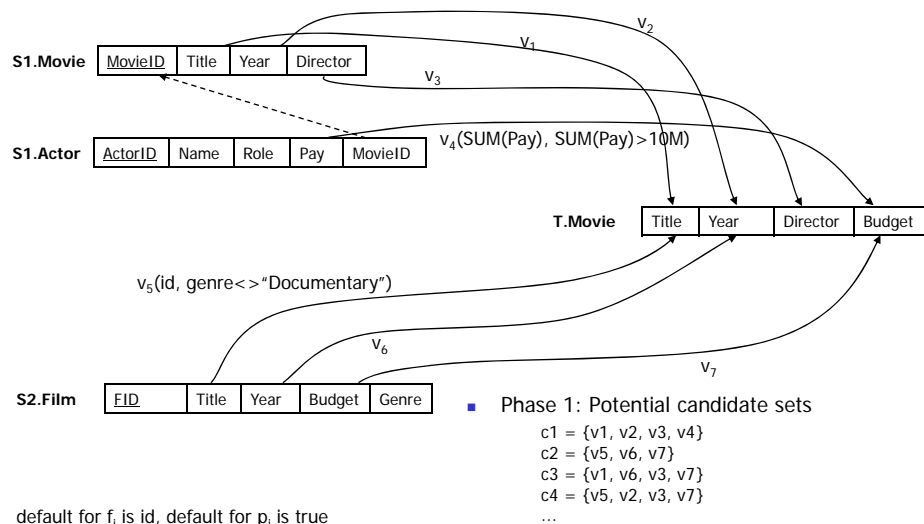 v2
v1
S1.Movie MovieID Title Year Director
v3
v4(SUM(Pay), SUM(Pay)>10M)
S1.Actor ActorID Name Role Pay MovieID
T.Movie Title Year Director Budget
v5(id, genre<>“Documentary”)
v6
v7
S2.Film FID Title Year Budget Genre
▪ Phase 1: Potential candidate sets
c1 = {v1, v2, v3, v4}
c2 = {v5, v6, v7}
c3 = {v1, v6, v3, v7}
c4 = {v5, v2, v3, v7}
...
default for fi is id, default for pi is true